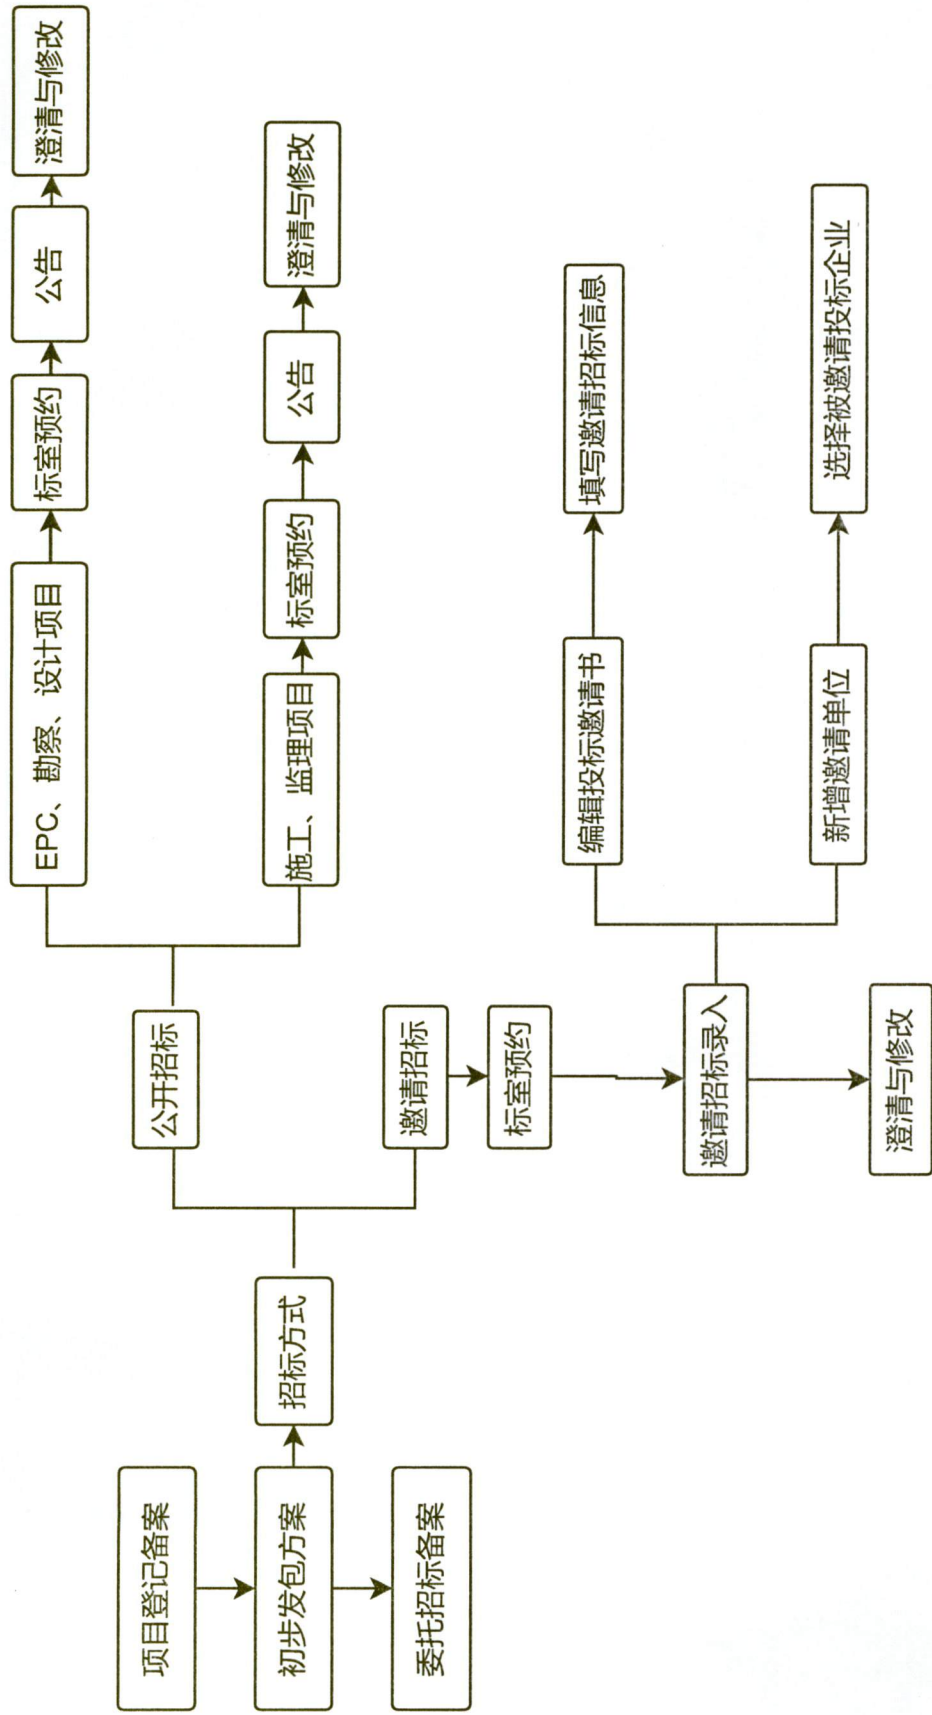 项目登记备案
初步发包方案
委托招标备案
招标方式
公开招标
邀请招标
EPC、勘察、设计项目
标室预约
公告
澄清与修改
施工、监理项目
标室预约
公告
澄清与修改
标室预约
邀请招标录入
编辑投标邀请书
填写邀请招标信息
新增邀请单位
选择被邀请投标企业
澄清与修改